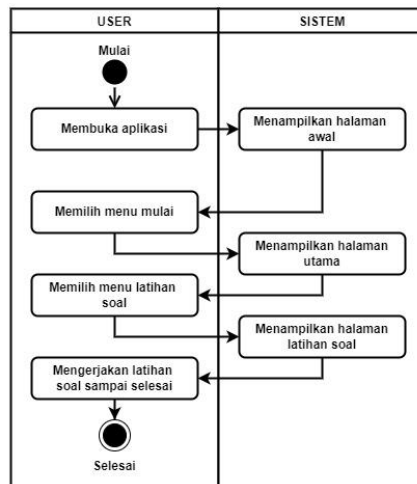 USER
SISTEM
Mulai
Membuka aplikasi
Menampilkan halaman
awal
Memilih menu mulai
Menampilkan halaman
utama
Memilih menu latihan
soal
Menampilkan halaman
latihan soal
Mengerjakan latihan
soal sampai selesai
Selesai